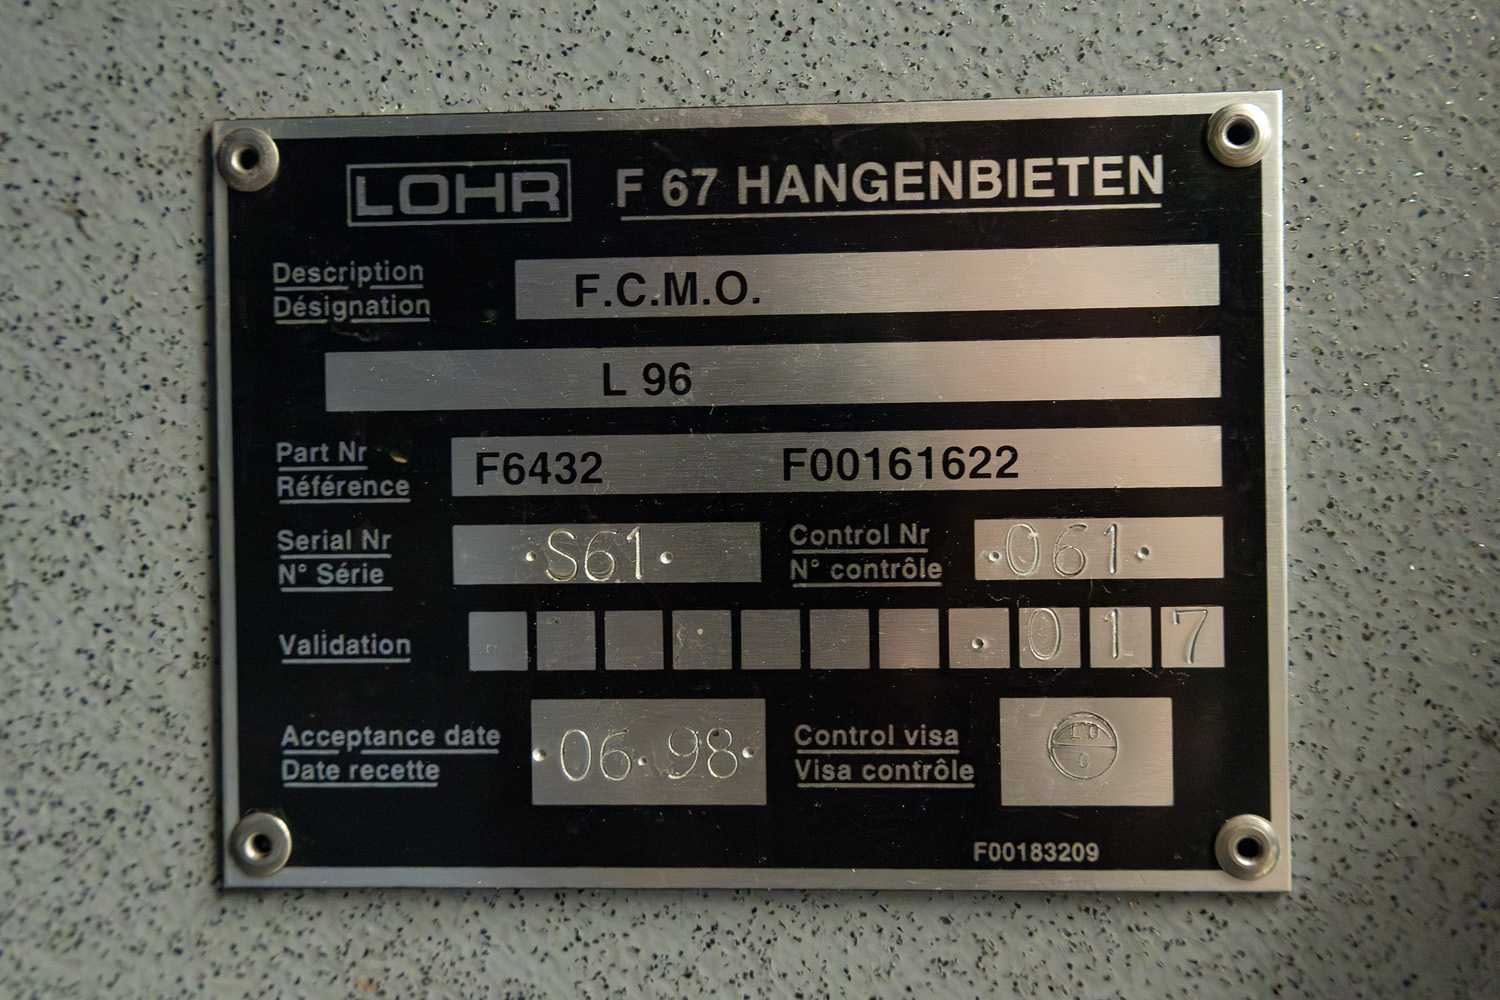 LOHR F 67 HANGENBIETEN
Description F.C.M.O.
Désignation
L 96
Part Nr F6432 F00161622
Référence
Serial Nr ·S61· Control Nr ·061·
N° Série N° contrôle
Validation ·017
Acceptance date ·06.98· Control visa
Date recette Visa contrôle
F00183209